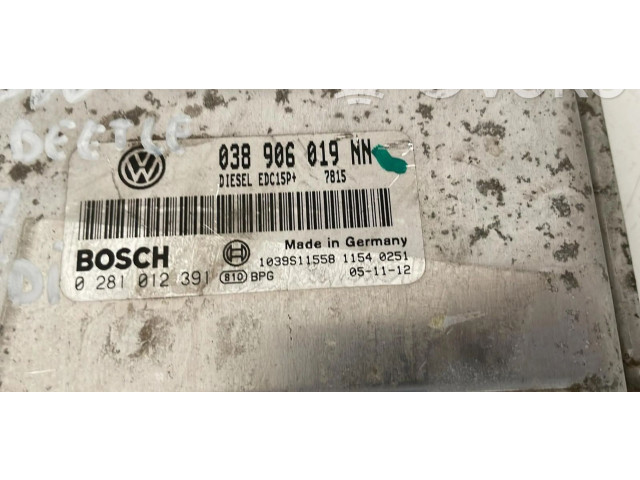 BEETLE
038 906 019 NN
DIESEL EDC15P+ 7815
BOSCH
Made in Germany
1039S11558 1154 0251
0 281 012 391
810 BPG
05-11-12